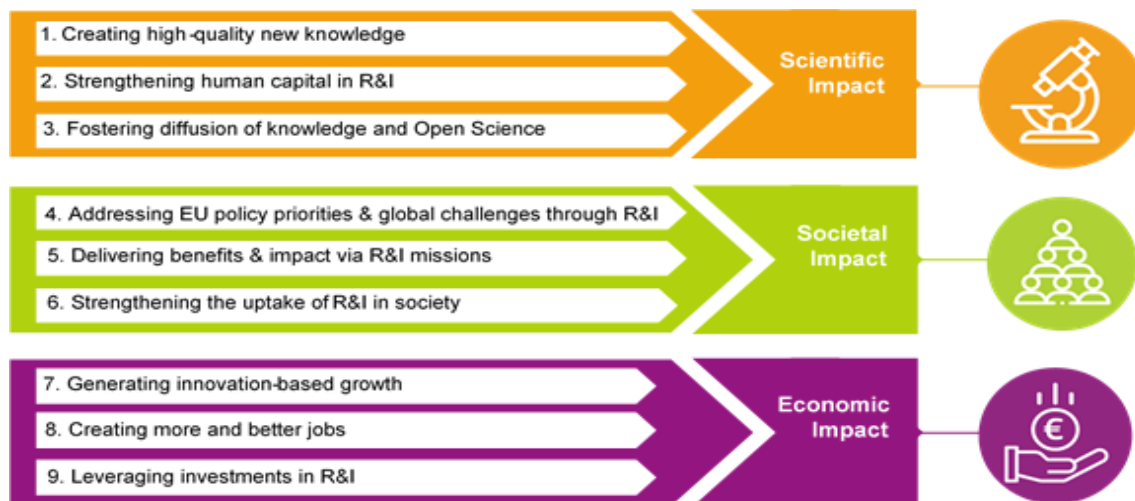 1. Creating high-quality new knowledge
2. Strengthening human capital in R&I
3. Fostering diffusion of knowledge and Open Science
Scientific
Impact
4. Addressing EU policy priorities & global challenges through R&I
5. Delivering benefits & impact via R&I missions
6. Strengthening the uptake of R&I in society
Societal
Impact
7. Generating innovation-based growth
8. Creating more and better jobs
9. Leveraging investments in R&I
Economic
Impact
€